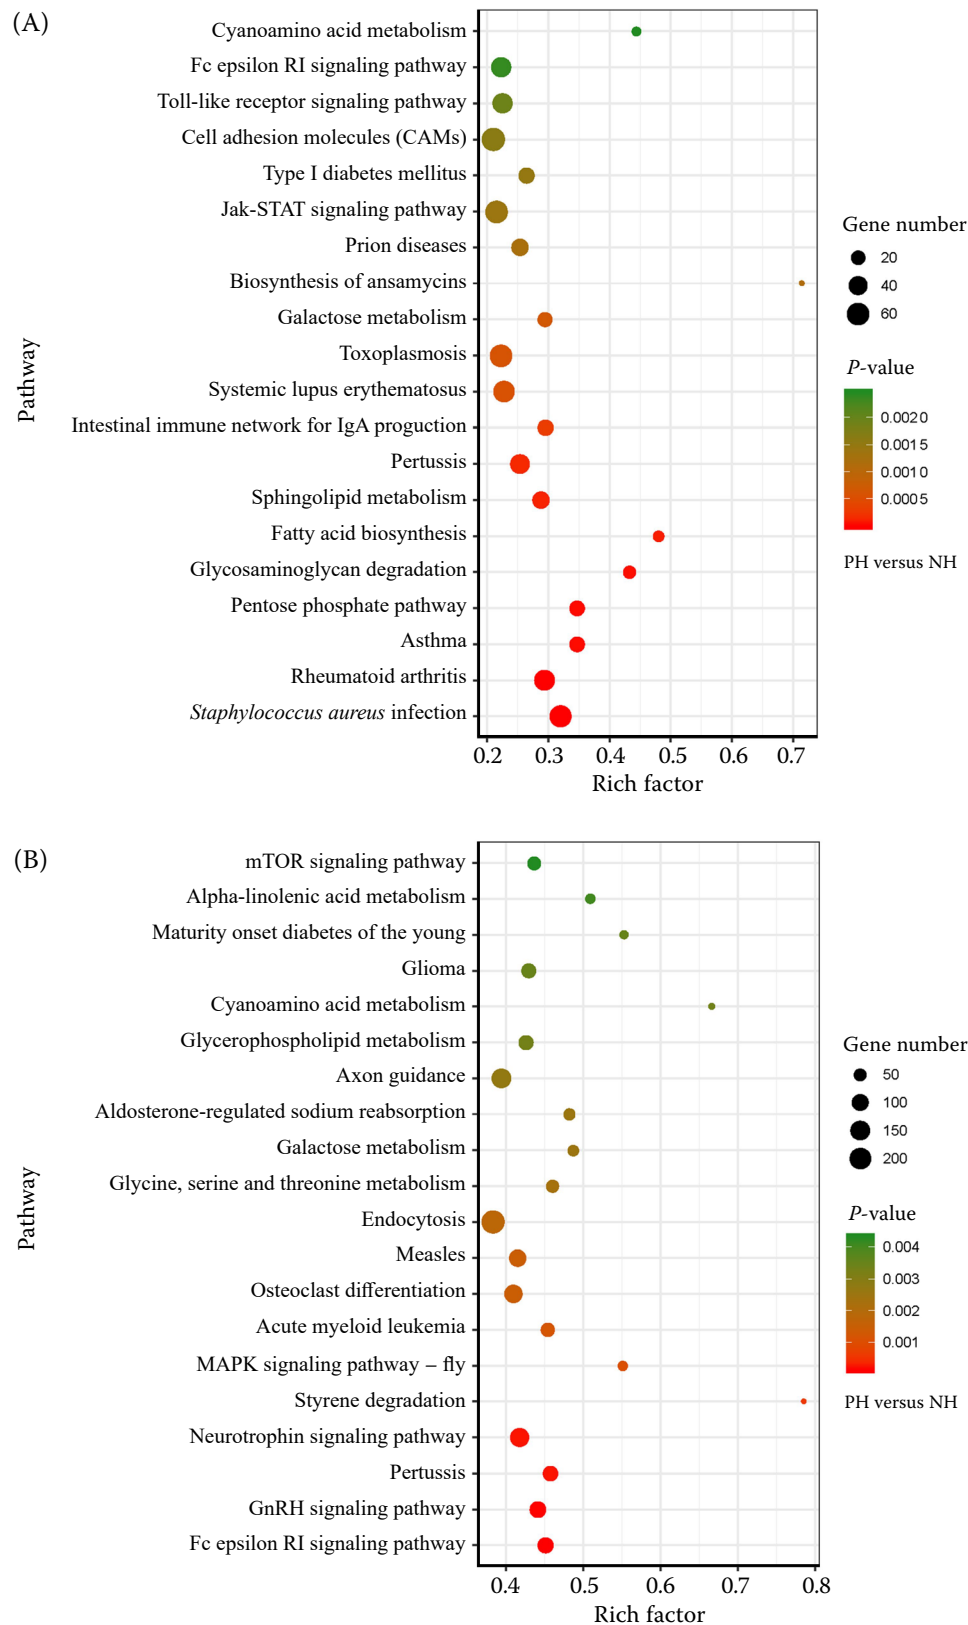 (A)
Cyanoamino acid metabolism
Fc epsilon RI signaling pathway
Toll-like receptor signaling pathway
Cell adhesion molecules (CAMs)
Type I diabetes mellitus
Jak-STAT signaling pathway
Prion diseases
Biosynthesis of ansamycins
Galactose metabolism
Toxoplasmosis
Systemic lupus erythematosus
Intestinal immune network for IgA proguction
Pertussis
Sphingolipid metabolism
Fatty acid biosynthesis
Glycosaminoglycan degradation
Pentose phosphate pathway
Asthma
Rheumatoid arthritis
Staphylococcus aureus infection
Pathway
0.2 0.3 0.4 0.5 0.6 0.7
Rich factor
Gene number
20
40
60
P-value
0.0020
0.0015
0.0010
0.0005
PH versus NH
(B)
mTOR signaling pathway
Alpha-linolenic acid metabolism
Maturity onset diabetes of the young
Glioma
Cyanoamino acid metabolism
Glycerophospholipid metabolism
Axon guidance
Aldosterone-regulated sodium reabsorption
Galactose metabolism
Glycine, serine and threonine metabolism
Endocytosis
Measles
Osteoclast differentiation
Acute myeloid leukemia
MAPK signaling pathway – fly
Styrene degradation
Neurotrophin signaling pathway
Pertussis
GnRH signaling pathway
Fc epsilon RI signaling pathway
Pathway
0.4 0.5 0.6 0.7 0.8
Rich factor
Gene number
50
100
150
200
P-value
0.004
0.003
0.002
0.001
PH versus NH